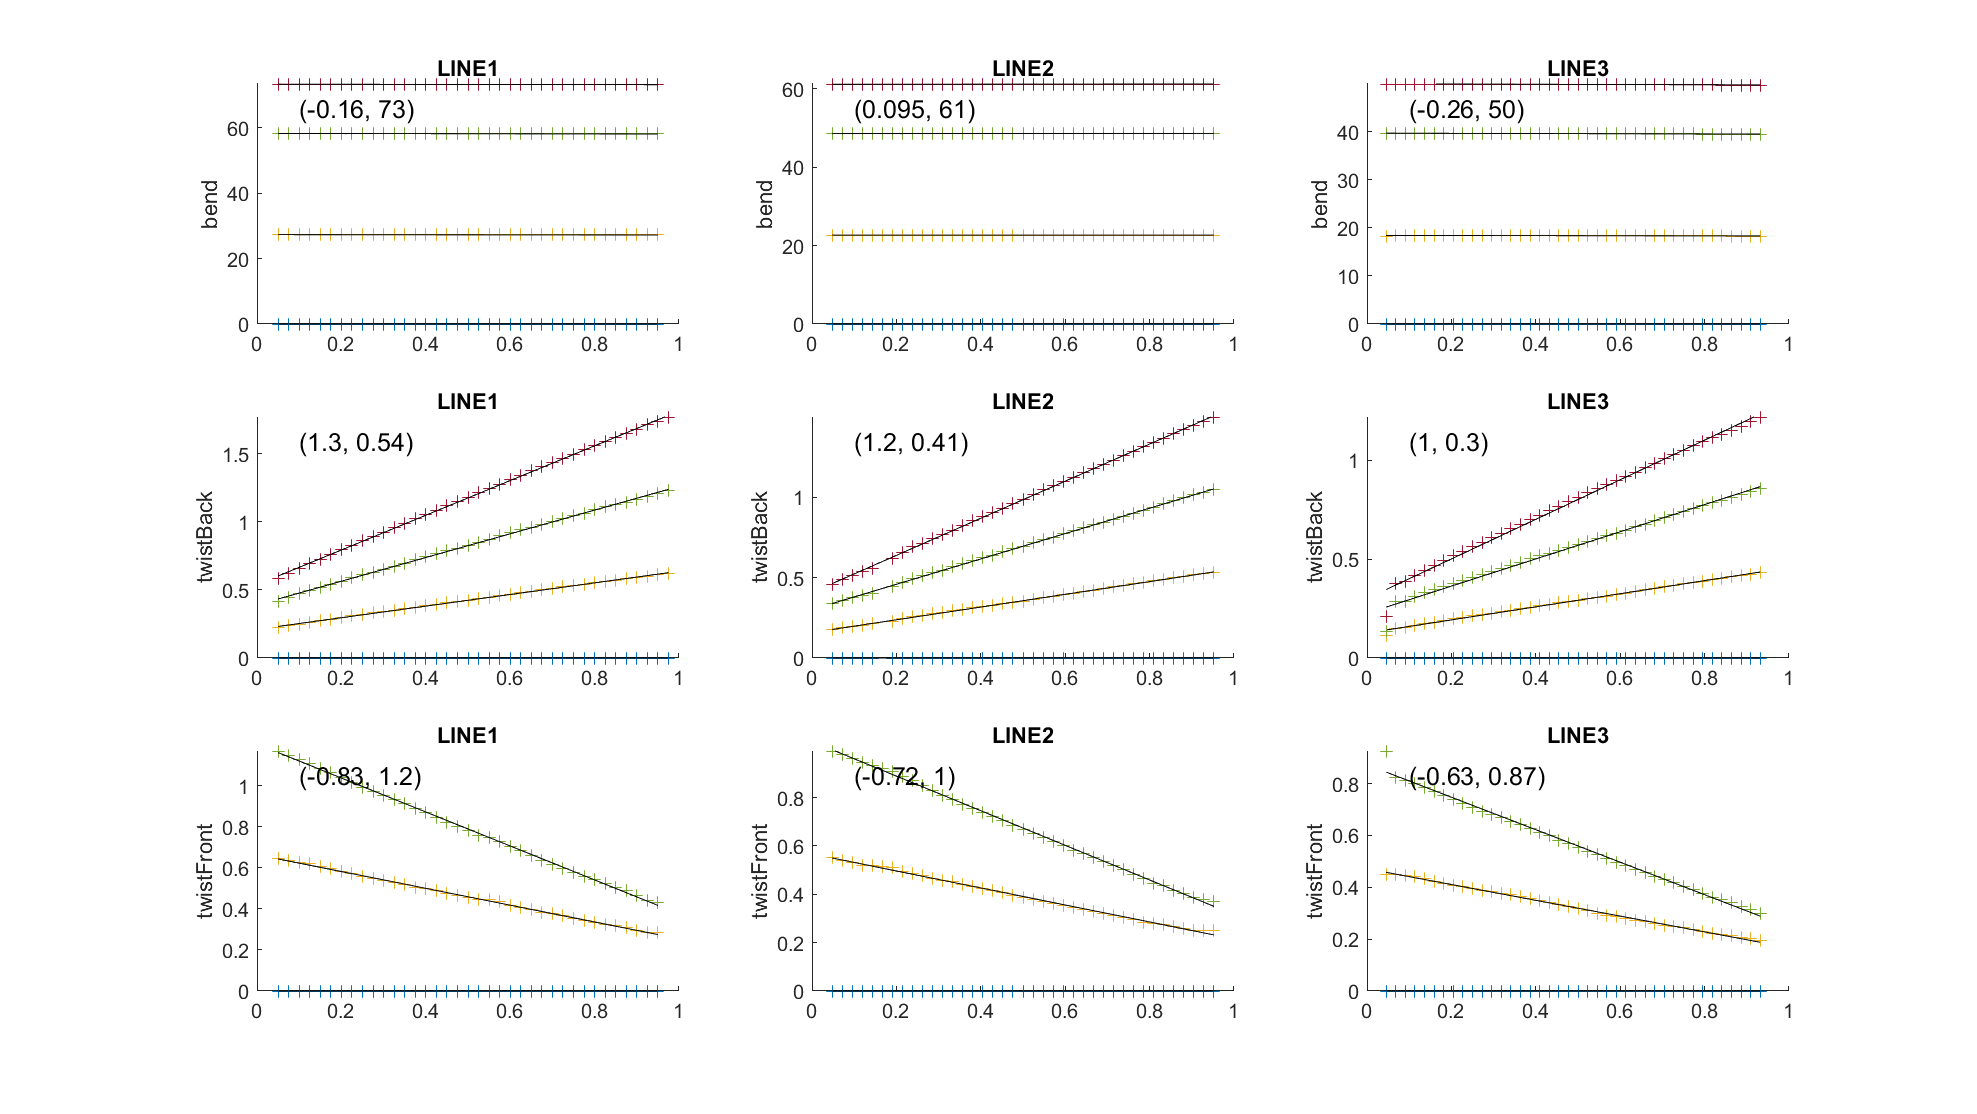 LINE1 LINE2 LINE3
(-0.16, 73) (0.095, 61) (-0.26, 50)
bend bend bend
60 40 20 0
60 40 20 0
40 30 20 10 0
0 0.2 0.4 0.6 0.8 1 0 0.2 0.4 0.6 0.8 1 0 0.2 0.4 0.6 0.8 1
LINE1 LINE2 LINE3
(1.3, 0.54) (1.2, 0.41) (1, 0.3)
twistBack twistBack twistBack
1.5 1 0.5 0
1 0.5 0
1 0.5 0
0 0.2 0.4 0.6 0.8 1 0 0.2 0.4 0.6 0.8 1 0 0.2 0.4 0.6 0.8 1
LINE1 LINE2 LINE3
(-0.83, 1.2) (-0.72, 1) (-0.63, 0.87)
twistFront twistFront twistFront
1 0.8 0.6 0.4 0.2 0
0.8 0.6 0.4 0.2 0
0.8 0.6 0.4 0.2 0
0 0.2 0.4 0.6 0.8 1 0 0.2 0.4 0.6 0.8 1 0 0.2 0.4 0.6 0.8 1